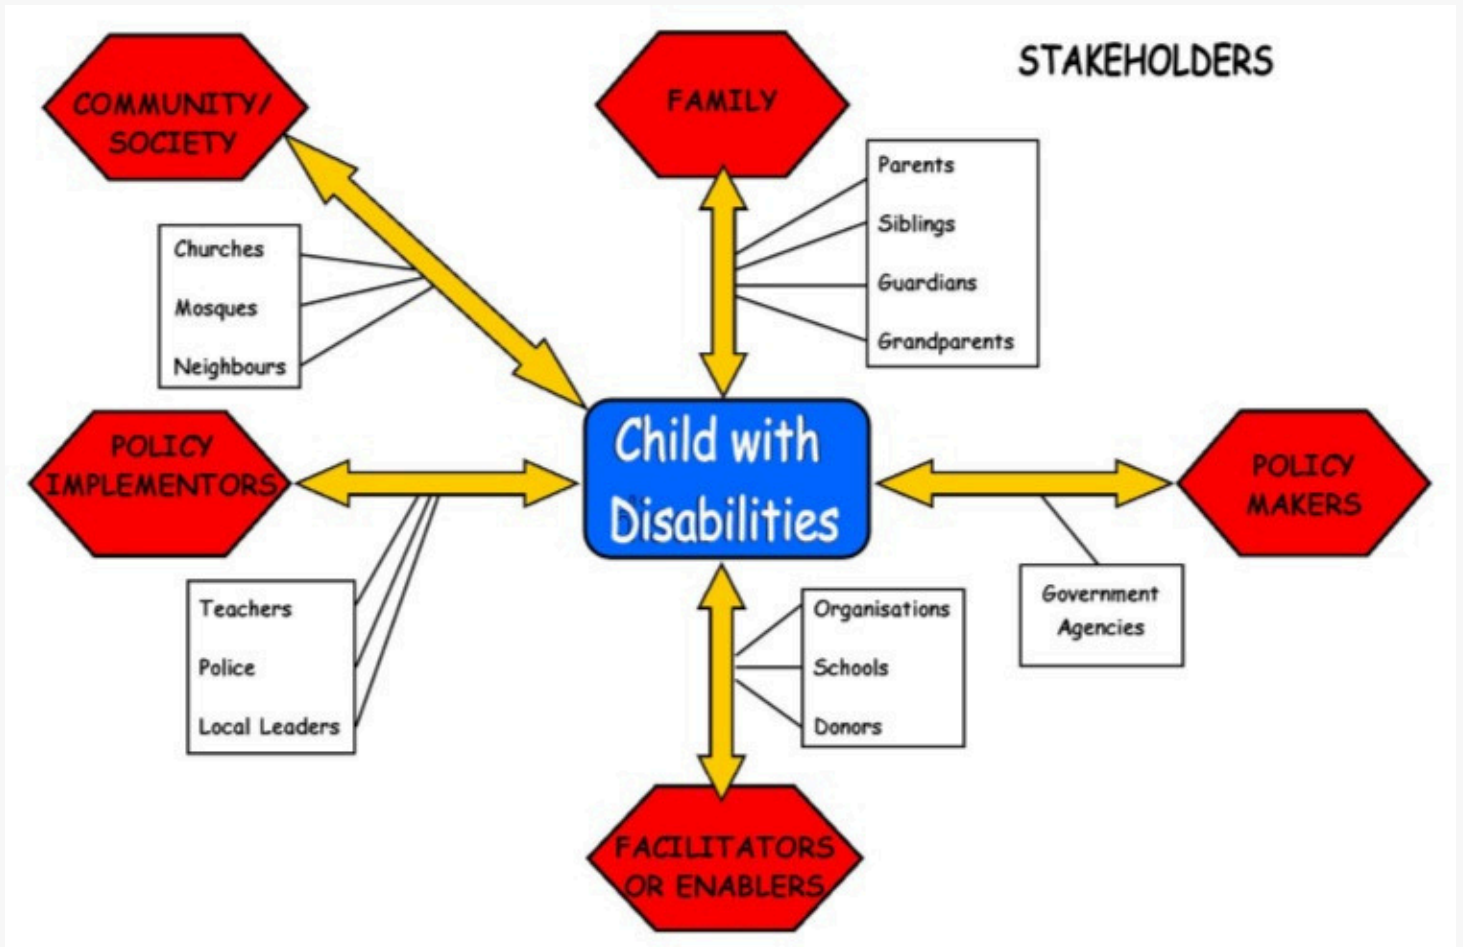 STAKEHOLDERS
COMMUNITY/
SOCIETY
FAMILY
Parents
Siblings
Guardians
Grandparents
Churches
Mosques
Neighbours
Child with
Disabilities
POLICY
IMPLEMENTORS
POLICY
MAKERS
Teachers
Police
Local Leaders
Organisations
Schools
Donors
Government
Agencies
FACILITATORS
OR ENABLERS